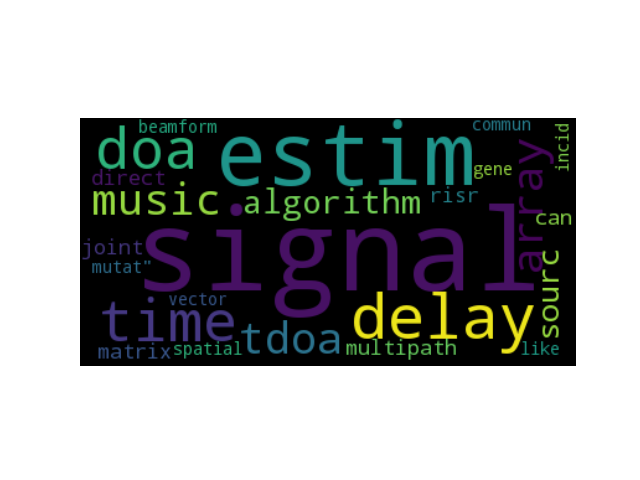 beamform
commun
doa
estim
incid
gene
direct
array
music
algorithm
risr
can
signal
joint
mutat"
sourc
vector
time
delay
tdoa
matrix
spatial
multipath
like